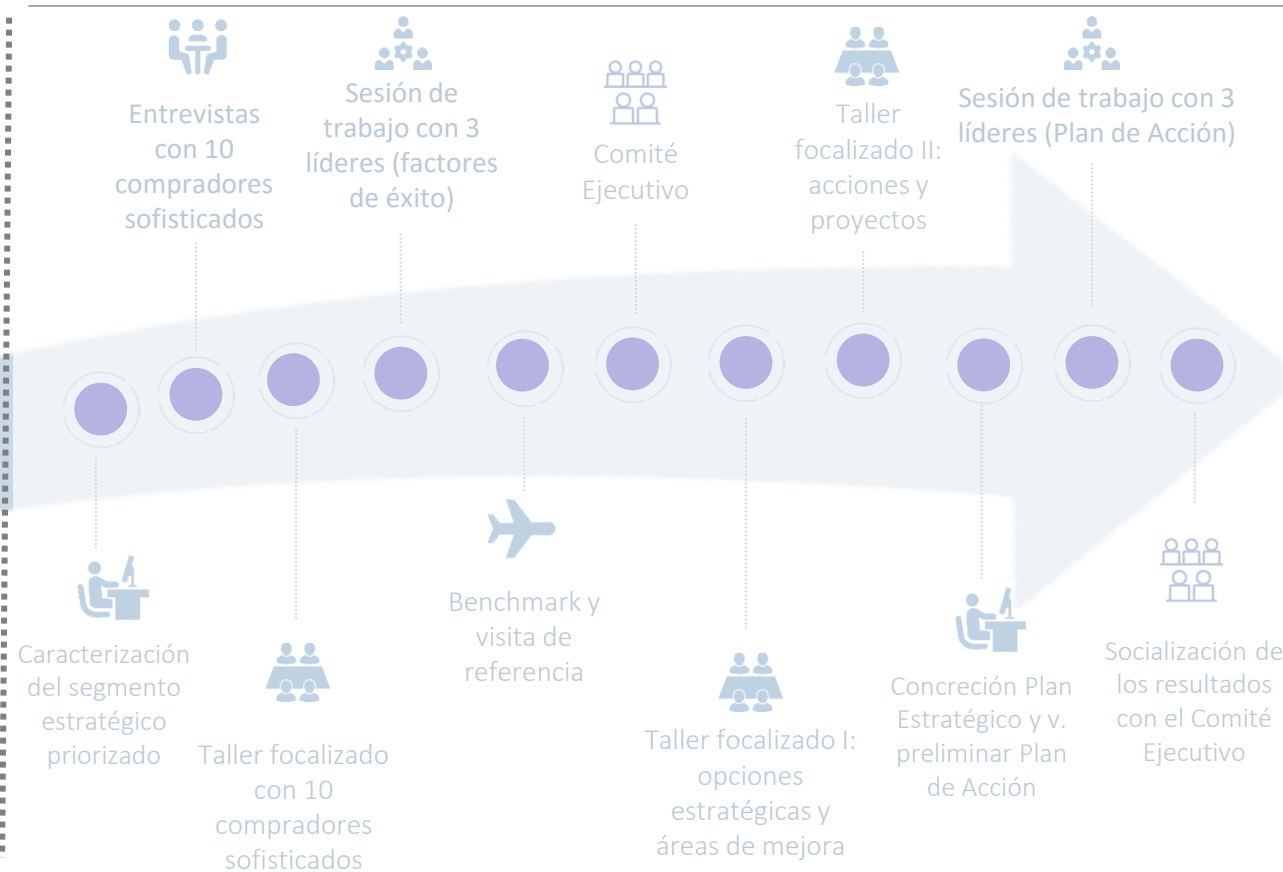 Entrevistas
con 10
compradores
sofisticados
Sesión de
trabajo con 3
líderes (factores
de éxito)
Comité
Ejecutivo
Taller
focalizado II:
acciones y
proyectos
Sesión de trabajo con 3
líderes (Plan de Acción)
Caracterización
del segmento
estratégico
priorizado
Taller focalizado
con 10
compradores
sofisticados
Benchmark y
visita de
referencia
Taller focalizado I:
opciones
estratégicas y
áreas de mejora
Concreción Plan
Estratégico y v.
preliminar Plan
de Acción
Socialización de
los resultados
con el Comité
Ejecutivo